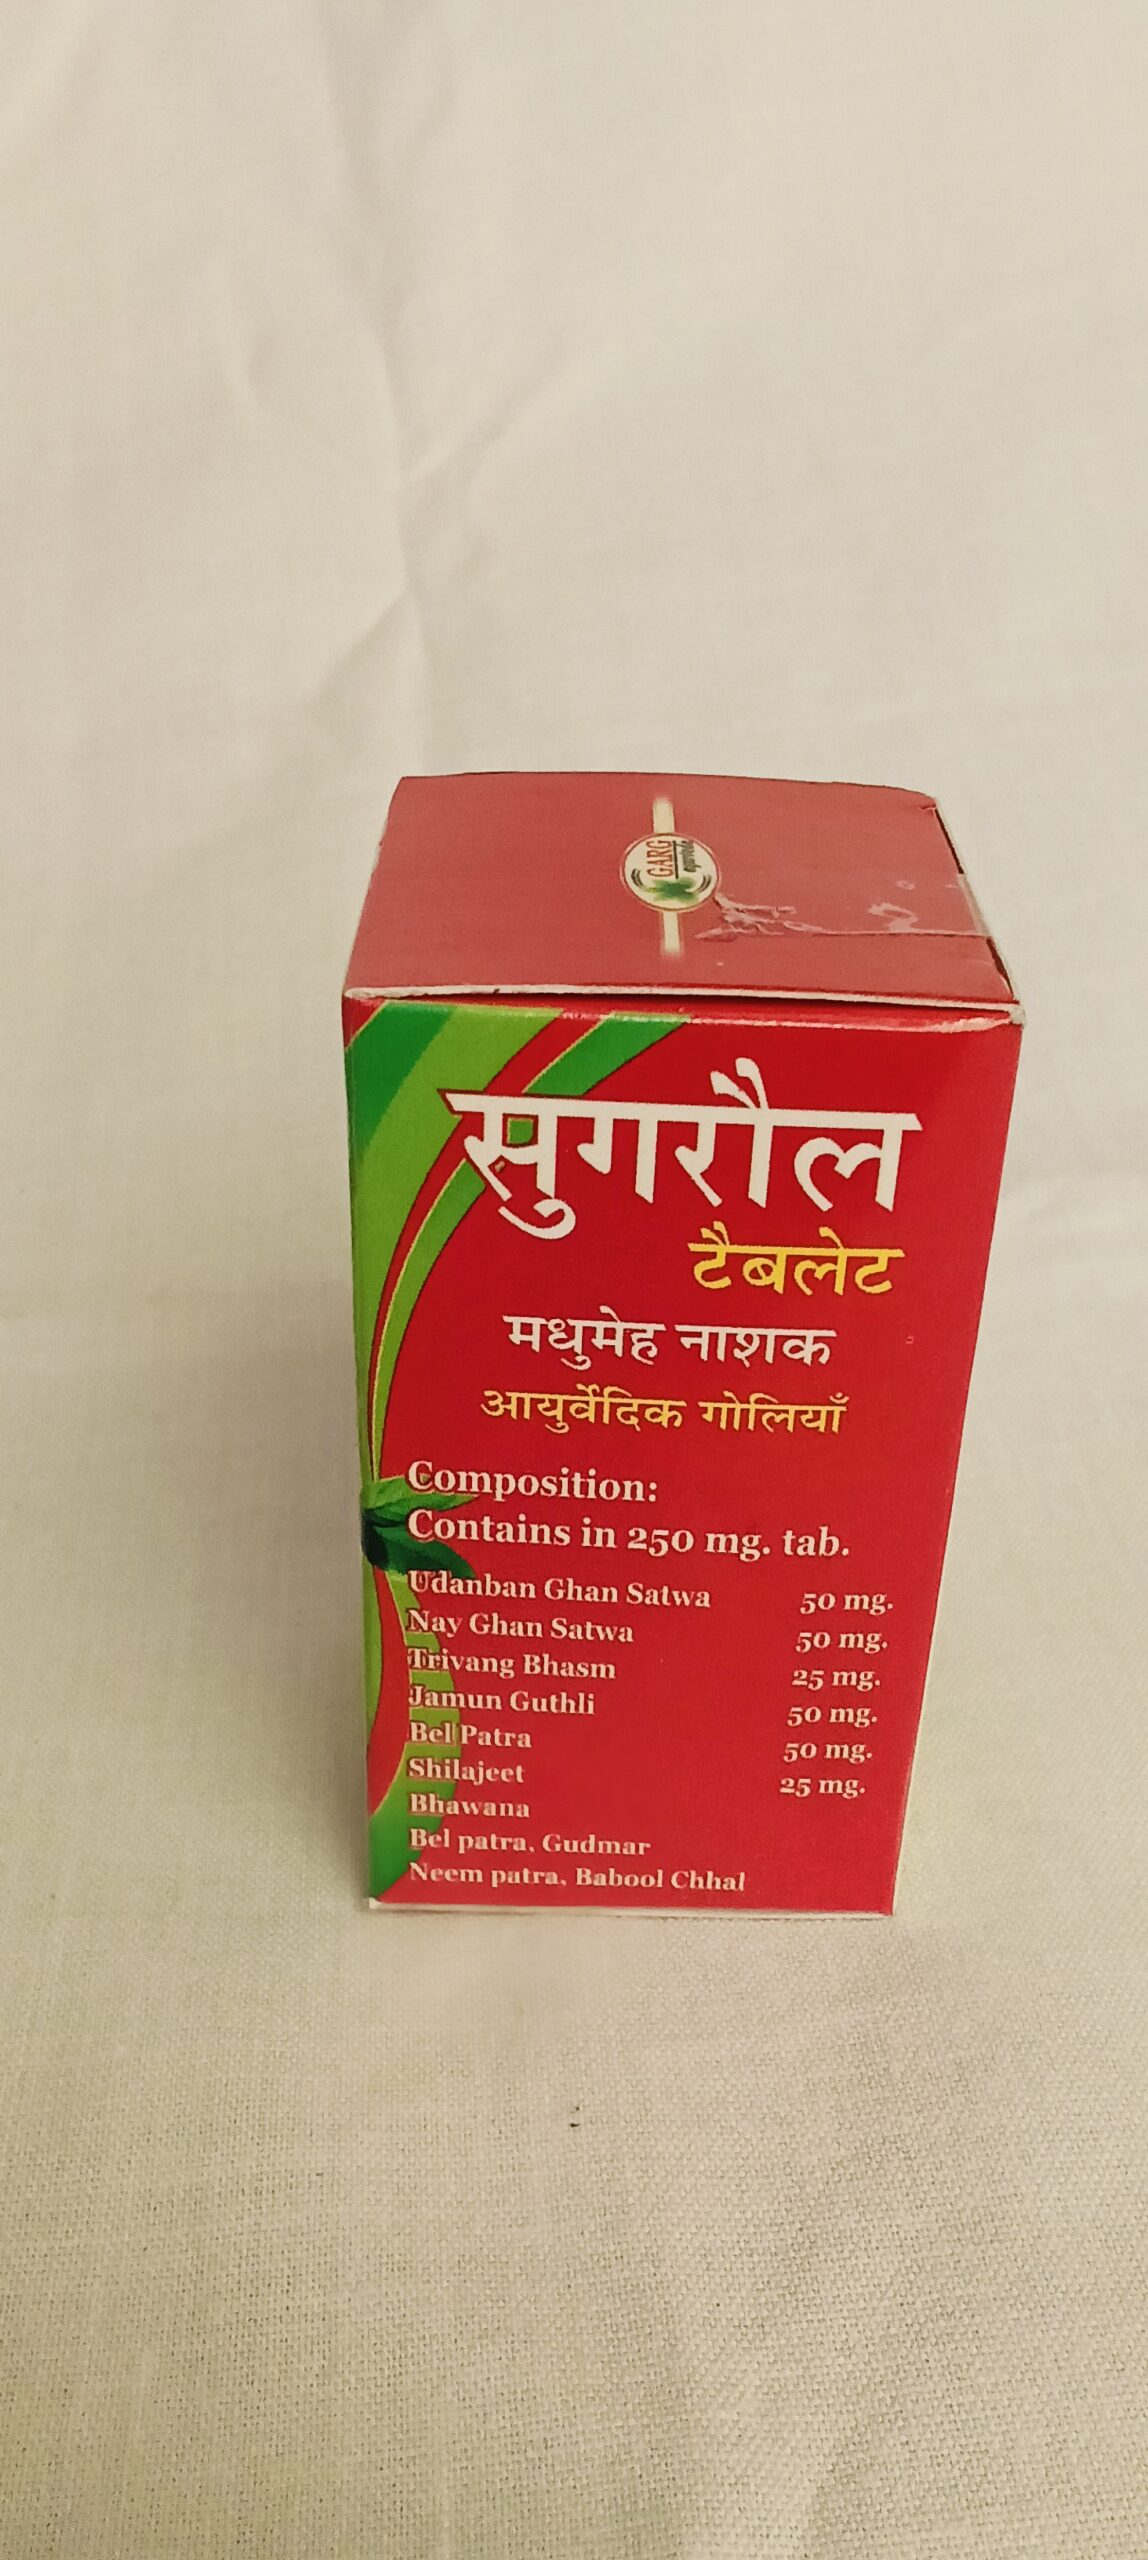 GARG
ayurveda
सुगरौल
टैबलेट
मधुमेह नाशक
आयुर्वेदिक गोलियाँ
Composition:
Contains in 250 mg. tab.
Udanban Ghan Satwa 50 mg.
Nay Ghan Satwa 50 mg.
Trivang Bhasm 25 mg.
Jamun Guthli 50 mg.
Bel Patra 50 mg.
Shilajeet 25 mg.
Bhawana
Bel patra, Gudmar
Neem patra, Babool Chhal